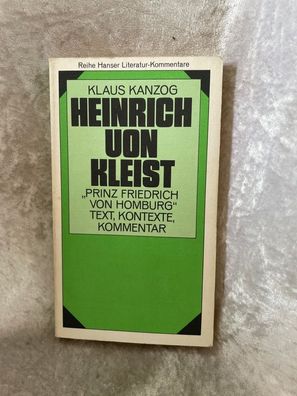 Reihe Hanser Literatur-Kommentare
KLAUS KANZOG
HEINRICH
VON
KLEIST
„PRINZ FRIEDRICH
VON HOMBURG“
TEXT, KONTEXTE,
KOMMENTAR